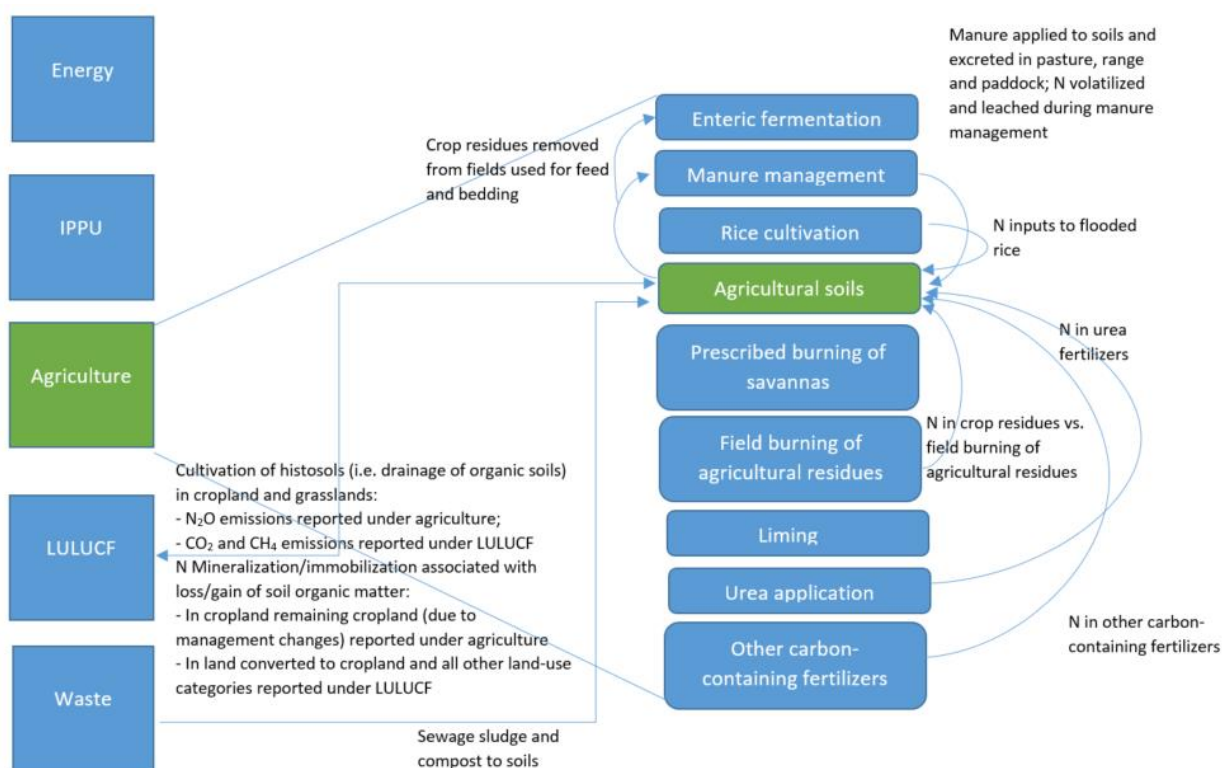 Energy
IPPU
Agriculture
LULUCF
Waste
Crop residues removed
from fields used for feed
and bedding
Cultivation of histosols (i.e. drainage of organic soils)
in cropland and grasslands:
- N₂O emissions reported under agriculture;
- CO₂ and CH₄ emissions reported under LULUCF
N Mineralization/immobilization associated with
loss/gain of soil organic matter:
- In cropland remaining cropland (due to
management changes) reported under agriculture
- In land converted to cropland and all other land-use
categories reported under LULUCF
Sewage sludge and
compost to soils
Enteric fermentation
Manure management
Rice cultivation
Agricultural soils
Prescribed burning of
savannas
Field burning of
agricultural residues
Liming
Urea application
Other carbon-
containing fertilizers
Manure applied to soils and
excreted in pasture, range
and paddock; N volatilized
and leached during manure
management
N inputs to flooded
rice
N in urea
fertilizers
N in crop residues vs.
field burning of
agricultural residues
N in other carbon-
containing fertilizers